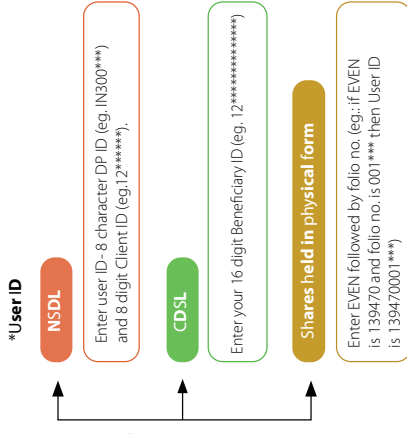 *User ID
NSDL
Enter user ID- 8 character DP ID (eg. IN300***)
and 8 digit Client ID (eg.12******).
CDSL
Enter your 16 digit Beneficiary ID (eg. 12**************)
Shares held in physical form
Enter EVEN followed by folio no. (eg.: if EVEN
is 139470 and folio no. is 001*** then User ID
is 139470001***)